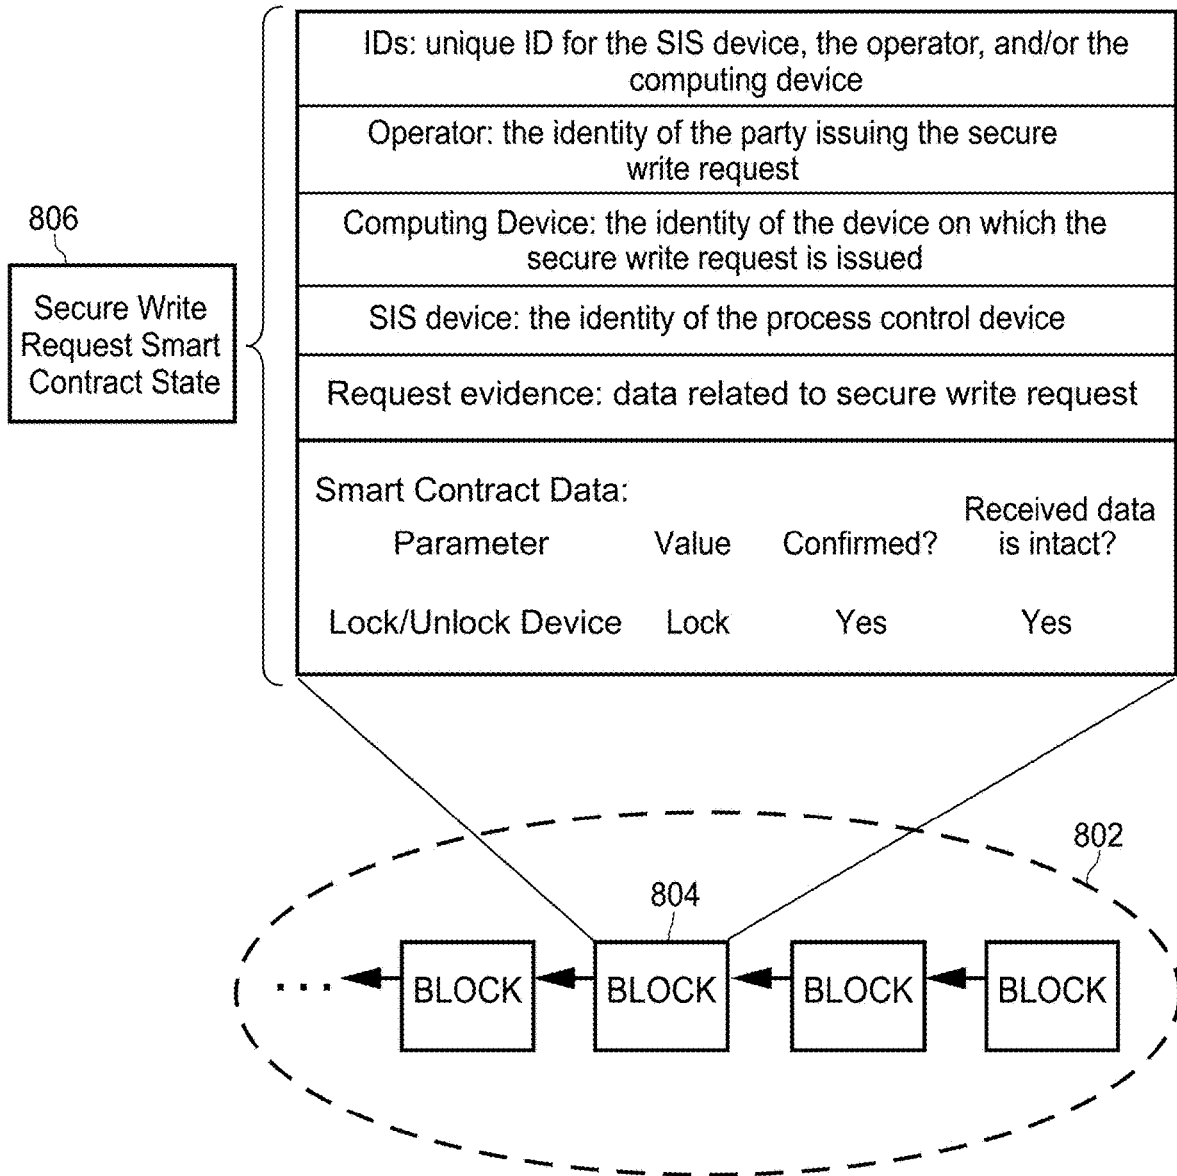 IDs: unique ID for the SIS device, the operator, and/or the
computing device
Operator: the identity of the party issuing the secure
write request
Computing Device: the identity of the device on which the
secure write request is issued
SIS device: the identity of the process control device
Request evidence: data related to secure write request
806
Secure Write
Request Smart
Contract State
Smart Contract Data:
Received data
Parameter Value Confirmed? is intact?
Lock/Unlock Device Lock Yes Yes
802
804
... BLOCK BLOCK BLOCK BLOCK